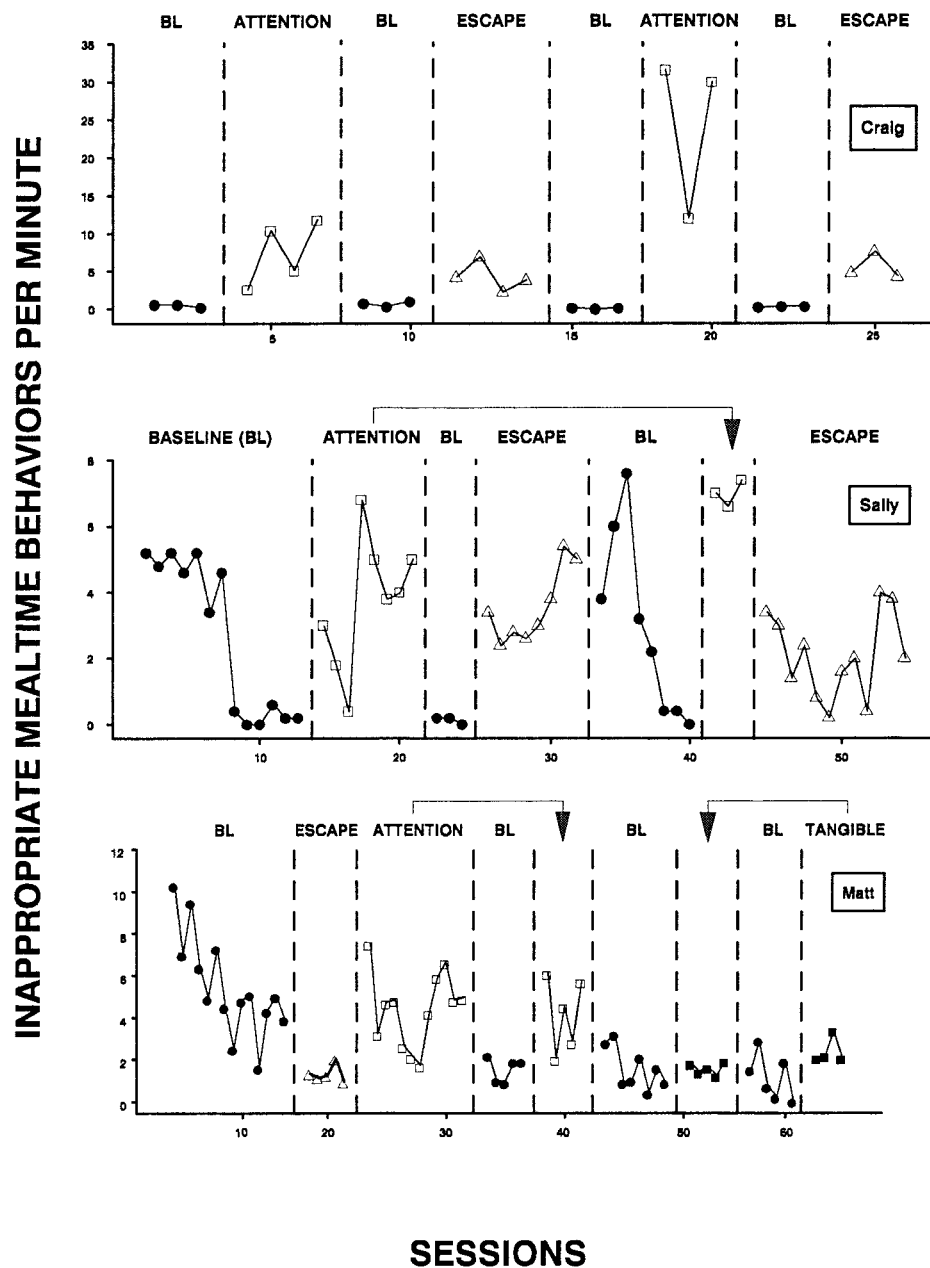 INAPPROPRIATE MEALTIME BEHAVIORS PER MINUTE
BL ATTENTION BL ESCAPE BL ATTENTION BL ESCAPE
35
30
25
20
15
10
5
0
Craig
5 10 15 20 25
BASELINE (BL) ATTENTION BL ESCAPE BL ESCAPE
8
6
4
2
0
Sally
10 20 30 40 50
BL ESCAPE ATTENTION BL BL BL TANGIBLE
12
10
8
6
4
2
0
Matt
10 20 30 40 50 60
SESSIONS